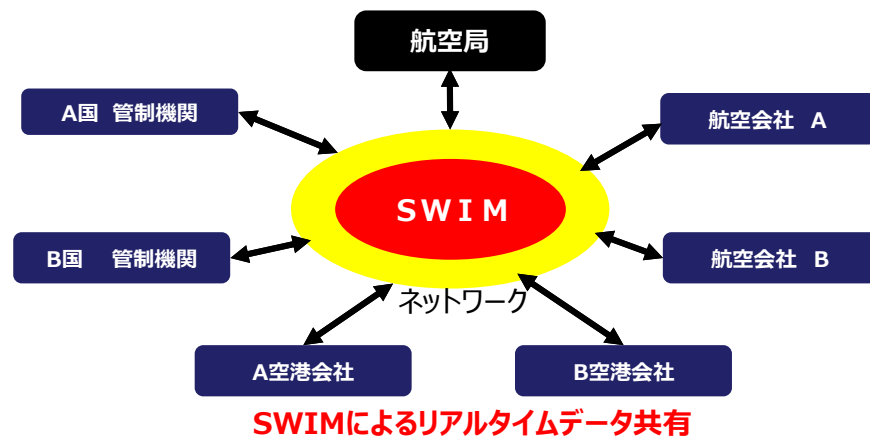 航空局
A国 管制機関
航空会社 A
SWIM
B国 管制機関
航空会社 B
ネットワーク
A空港会社
B空港会社
SWIMによるリアルタイムデータ共有